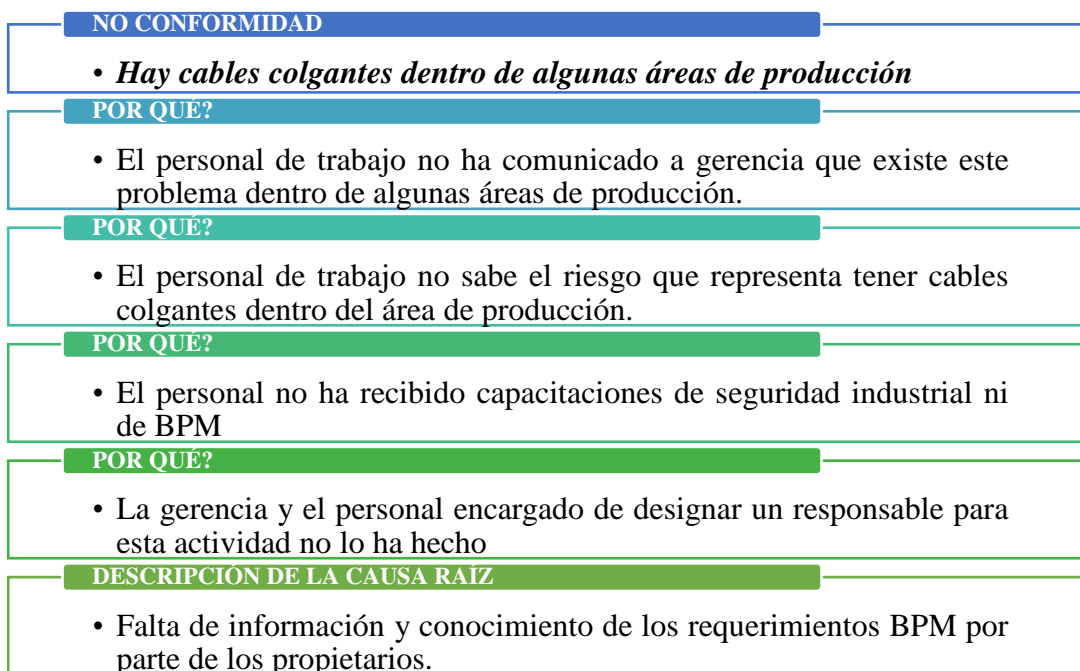 NO CONFORMIDAD
• Hay cables colgantes dentro de algunas áreas de producción
POR QUÉ?
• El personal de trabajo no ha comunicado a gerencia que existe este
problema dentro de algunas áreas de producción.
POR QUÉ?
• El personal de trabajo no sabe el riesgo que representa tener cables
colgantes dentro del área de producción.
POR QUÉ?
• El personal no ha recibido capacitaciones de seguridad industrial ni
de BPM
POR QUÉ?
• La gerencia y el personal encargado de designar un responsable para
esta actividad no lo ha hecho
DESCRIPCIÓN DE LA CAUSA RAÍZ
• Falta de información y conocimiento de los requerimientos BPM por
parte de los propietarios.